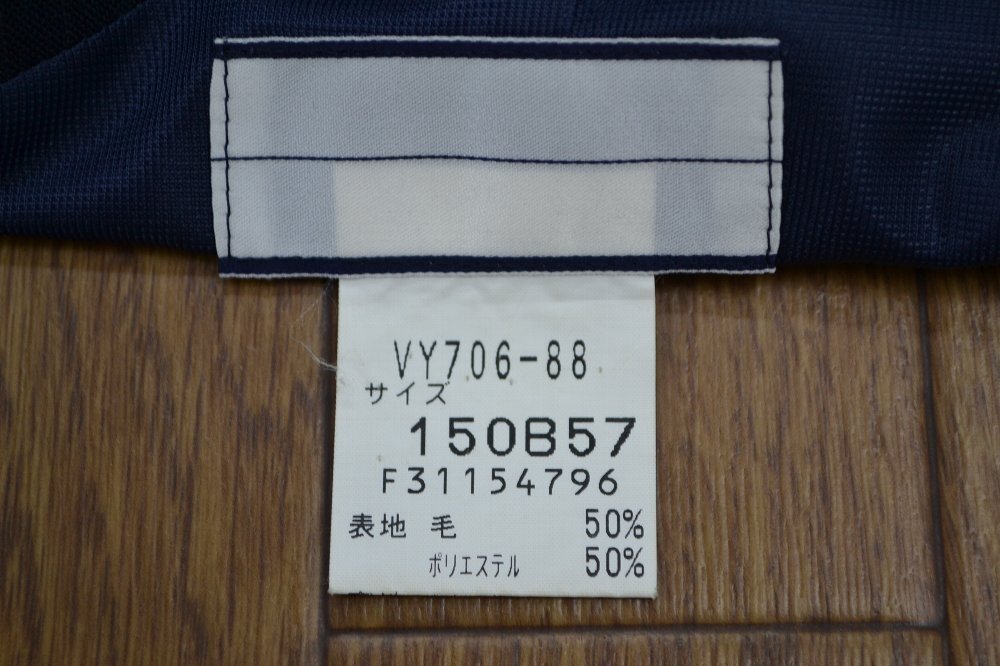 VY706-88
サイズ
150B57
F31154796
表地 毛 50%
ポリエステル 50%